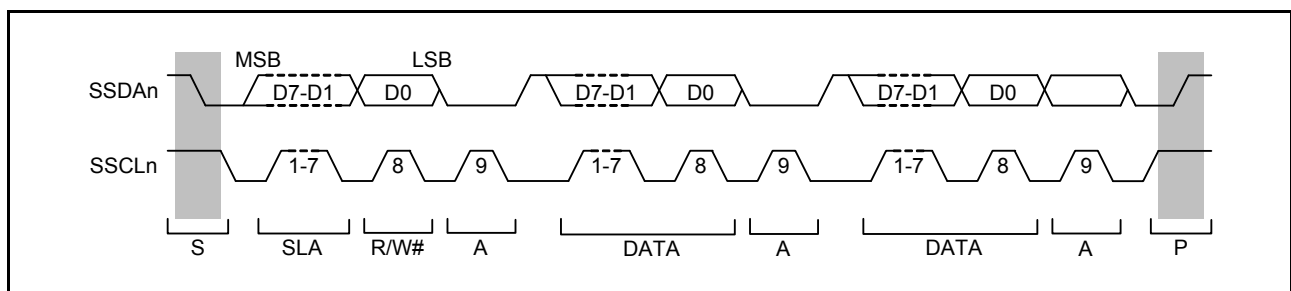 MSB LSB
SSDAn D7-D1 D0 D7-D1 D0 D7-D1 D0
SSCLn 1-7 8 9 1-7 8 9 1-7 8 9
S SLA R/W# A DATA A DATA A P